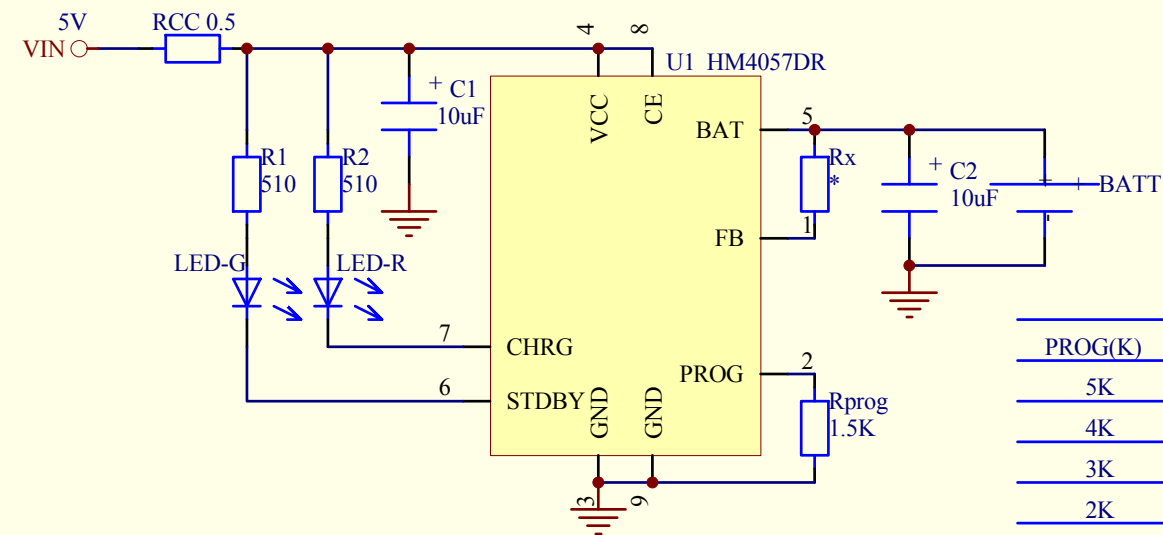 5V
RCC 0.5
VIN
4
8
U1 HM4057DR
+ C1
10uF
VCC
CE
BAT
5
R1
510
R2
510
Rx
*
+ C2
10uF
+
+
BATT
-
FB
1
LED-G
LED-R
7
CHRG
6
STDBY
PROG
2
GND
GND
Rprog
1.5K
3
9
PROG(K)
5K
4K
3K
2K